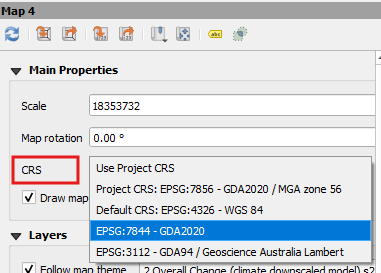 Map 4
abc
Main Properties
Scale
18353732
Map rotation
0.00 °
CRS
Use Project CRS
Project CRS: EPSG:7856 - GDA2020 / MGA zone 56
Default CRS: EPSG:4326 - WGS 84
EPSG:7844 - GDA2020
EPSG:3112 - GDA94 / Geoscience Australia Lambert
Draw map
Layers
Follow map theme
2 Overall Change (climate downscaled model) s2